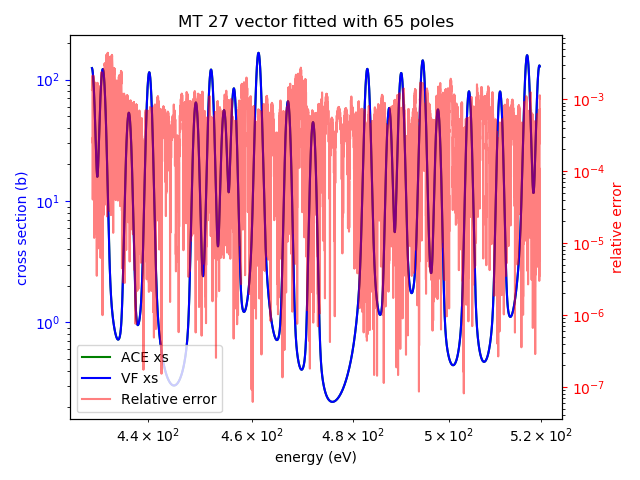 MT 27 vector fitted with 65 poles
cross section (b)
10²
10¹
10⁰
10⁻³
10⁻⁴
10⁻⁵
10⁻⁶
10⁻⁷
relative error
ACE xs
VF xs
Relative error
4.4 × 10² 4.6 × 10² 4.8 × 10² 5 × 10² 5.2 × 10²
energy (eV)